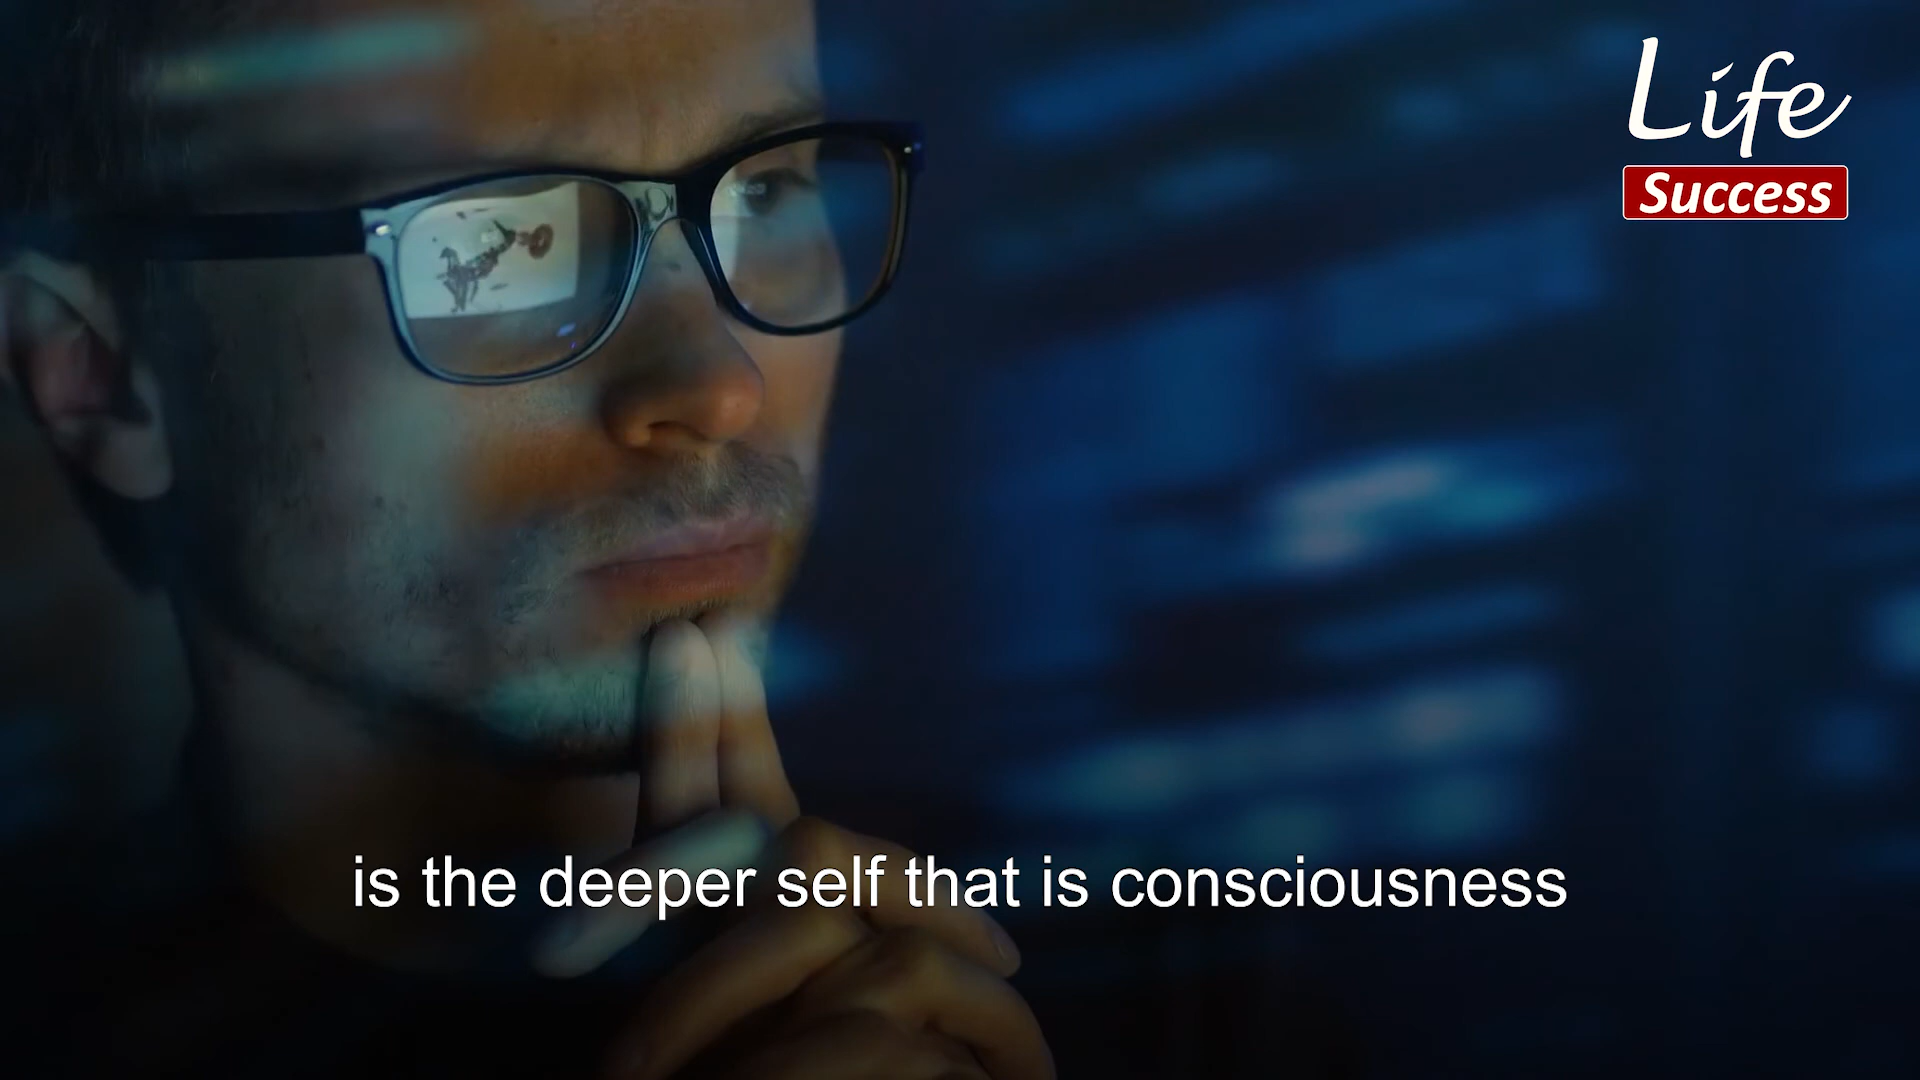 Life
Success
is the deeper self that is consciousness